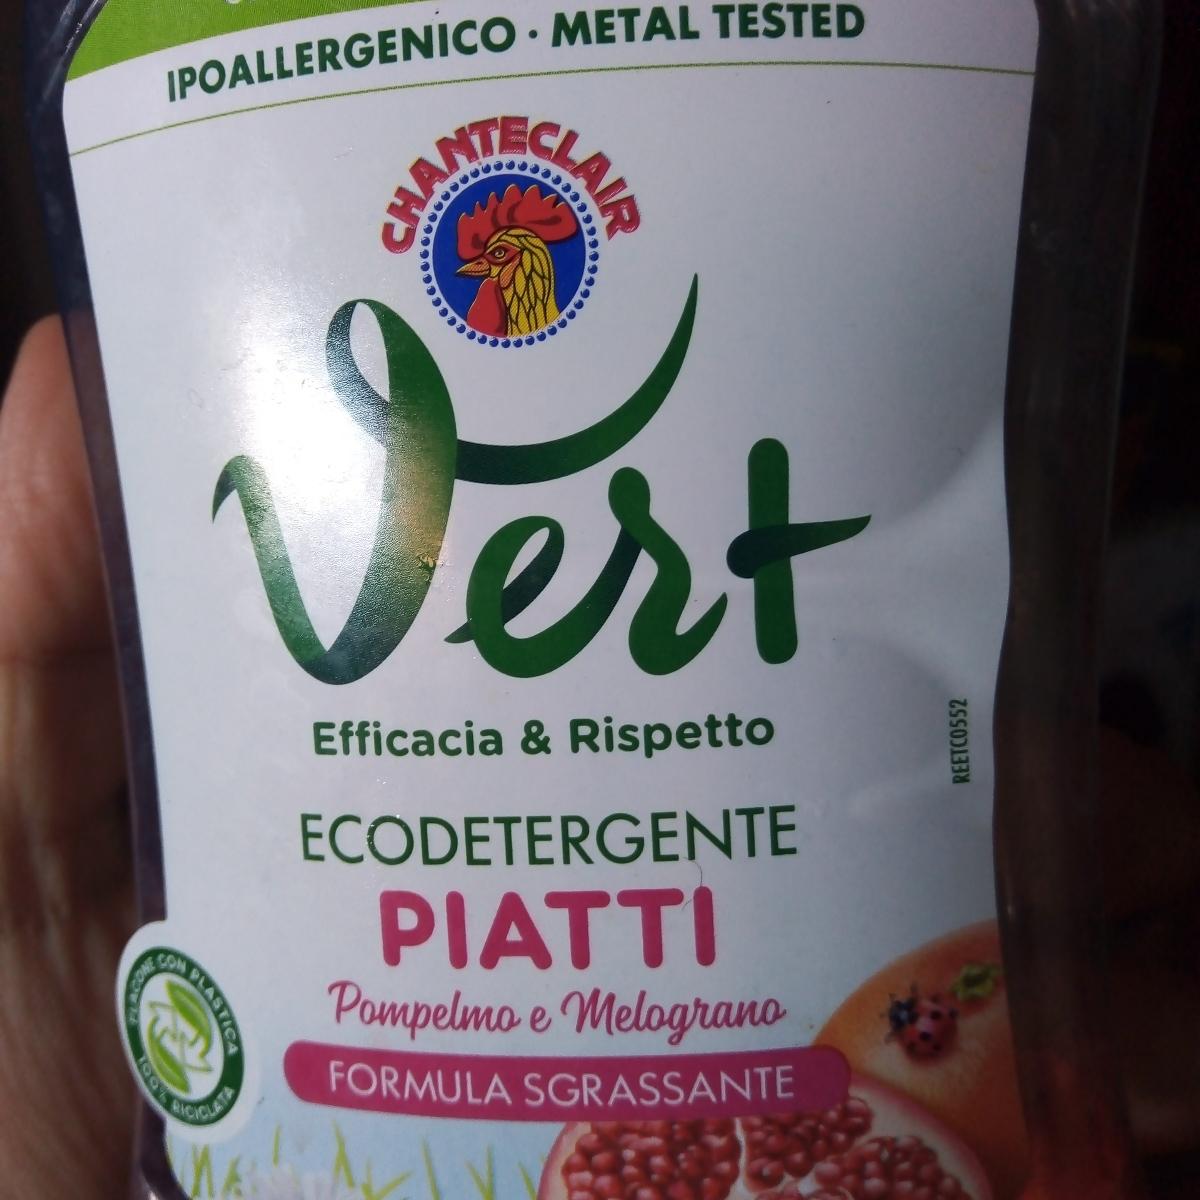 IPOALLERGENICO · METAL TESTED
CHANTECLAIR
Vert
Efficacia & Rispetto
REETC0552
ECODETERGENTE
PIATTI
Pompelmo e Melograno
FORMULA SGRASSANTE
FLACONE CON PLASTICA
100% RICICLATA